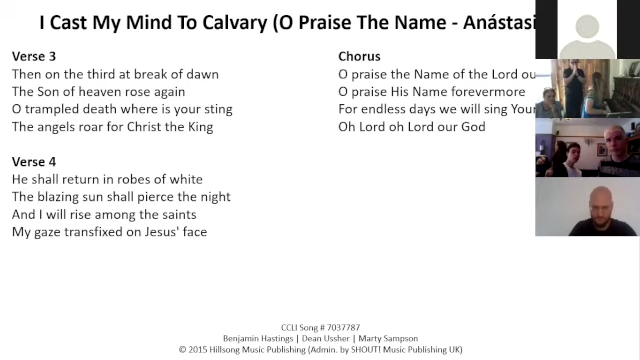 I Cast My Mind To Calvary (O Praise The Name - Anástasi
Verse 3
Then on the third at break of dawn
The Son of heaven rose again
O trampled death where is your sting
The angels roar for Christ the King
Verse 4
He shall return in robes of white
The blazing sun shall pierce the night
And I will rise among the saints
My gaze transfixed on Jesus' face
Chorus
O praise the Name of the Lord ou
O praise His Name forevermore
For endless days we will sing Your
Oh Lord oh Lord our God
CCLI Song # 7037787
Benjamin Hastings | Dean Ussher | Marty Sampson
© 2015 Hillsong Music Publishing (Admin. by SHOUT! Music Publishing UK)